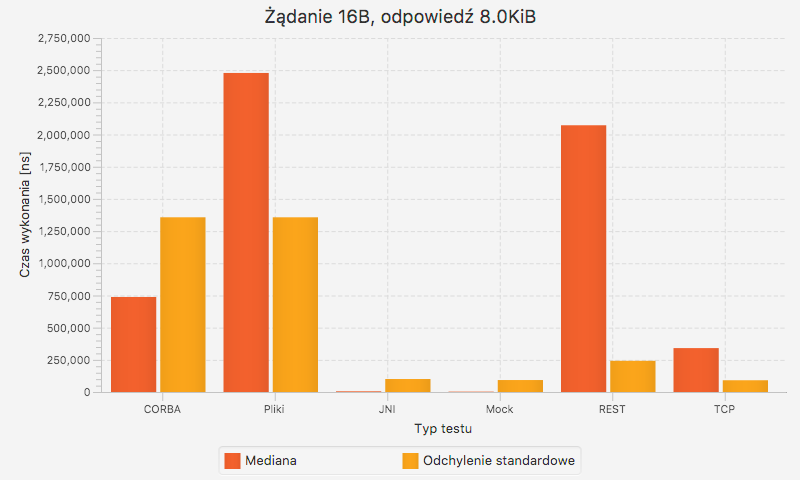 Żądanie 16B, odpowiedź 8.0KiB
2,750,000
2,500,000
2,250,000
2,000,000
1,750,000
1,500,000
1,250,000
1,000,000
750,000
500,000
250,000
0
Czas wykonania [ns]
CORBA Pliki JNI Mock REST TCP
Typ testu
Mediana Odchylenie standardowe